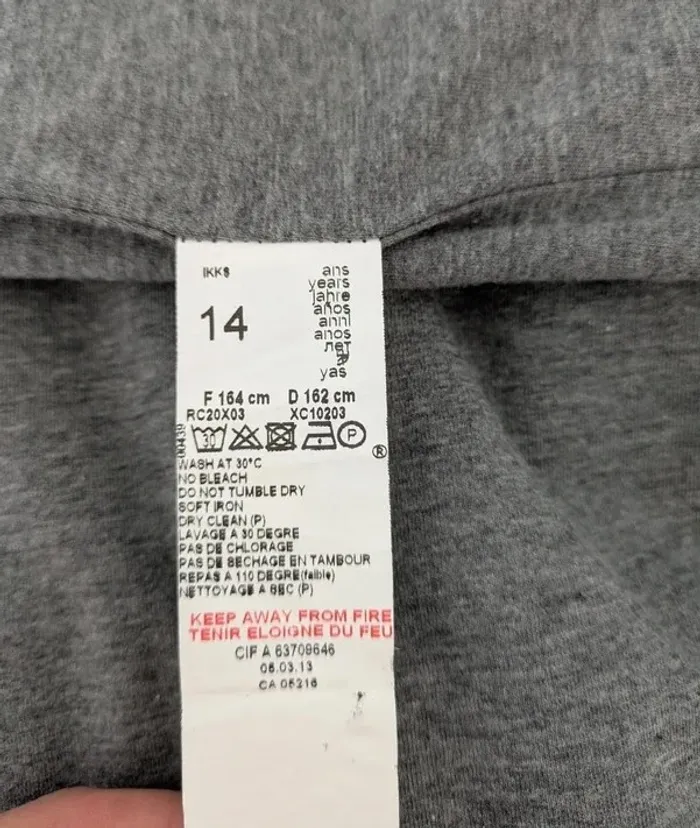 IKKS
14
ans
years
Jahre
años
anni
anos
лет
yas
F 164 cm D 162 cm
RC20X03 XC10203
30
P
®
00439
WASH AT 30°C
NO BLEACH
DO NOT TUMBLE DRY
SOFT IRON
DRY CLEAN (P)
LAVAGE A 30 DEGRE
PAS DE CHLORAGE
PAS DE SECHAGE EN TAMBOUR
REPAS A 110 DEGRE(faible)
NETTOYAGE A SEC (P)
KEEP AWAY FROM FIRE
TENIR ELOIGNE DU FEU
CIF A 63709646
06.03.13
CA 05216